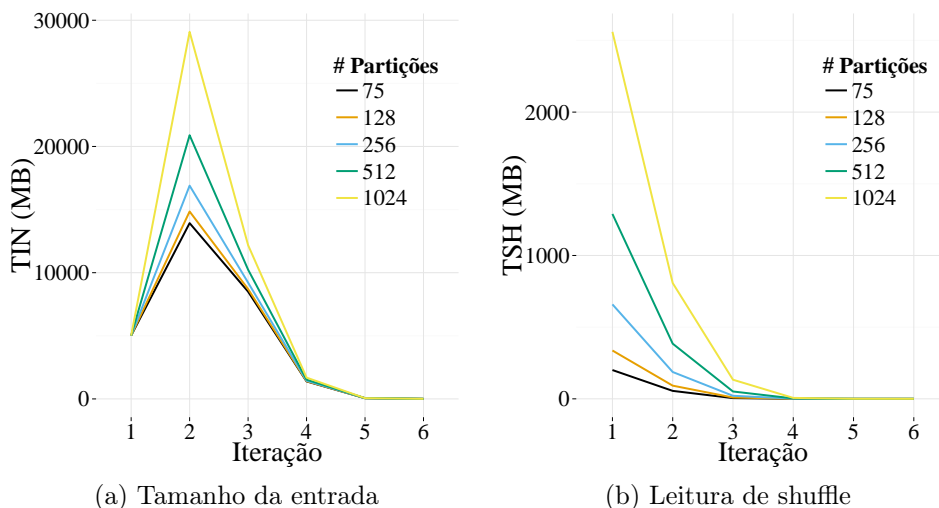 TIN (MB)
30000
20000
10000
0
# Partições
75
128
256
512
1024
1 2 3 4 5 6
Iteração
(a) Tamanho da entrada
TSH (MB)
2000
1000
0
# Partições
75
128
256
512
1024
1 2 3 4 5 6
Iteração
(b) Leitura de shuffle